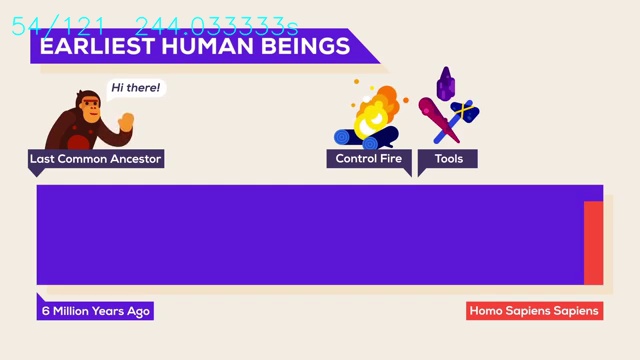 54/121 244.033333s
EARLIEST HUMAN BEINGS
Hi there!
Last Common Ancestor
Control Fire
Tools
6 Million Years Ago
Homo Sapiens Sapiens